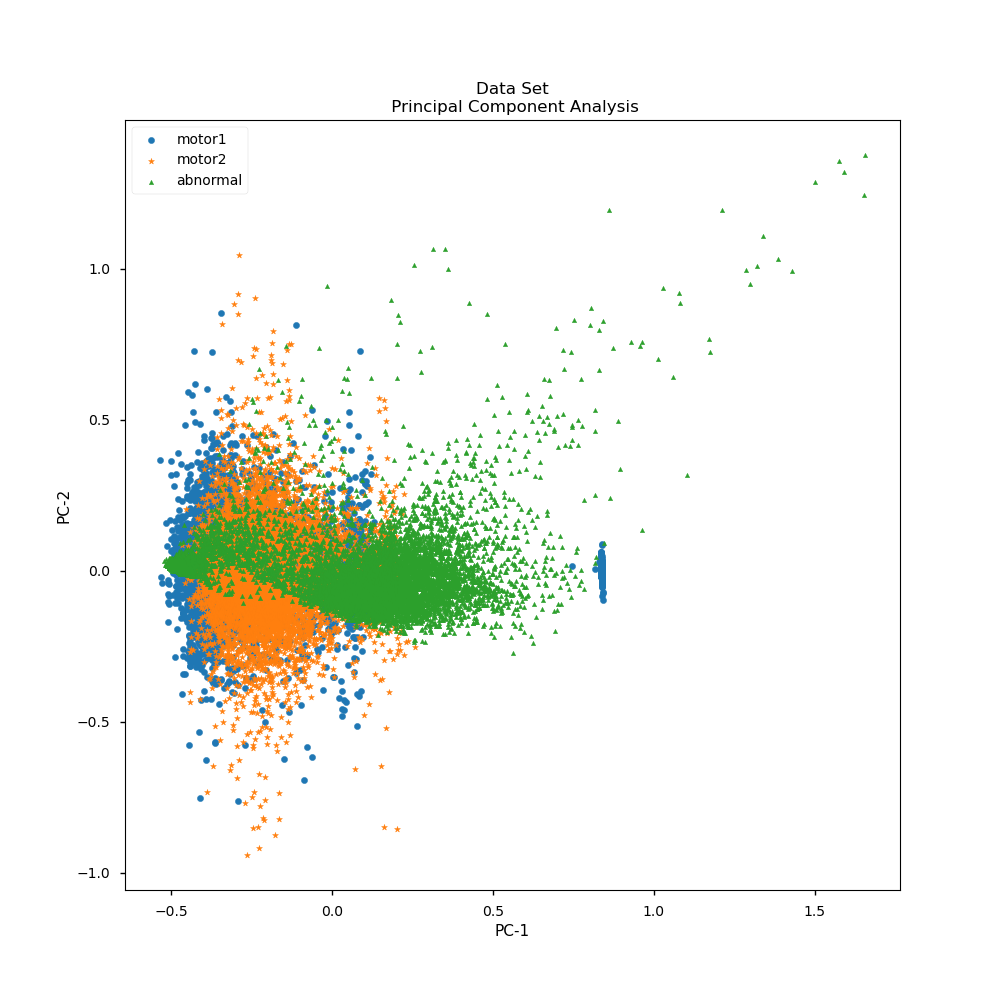 Data Set
Principal Component Analysis
motor1
motor2
abnormal
1.0
0.5
0.0
−0.5
−1.0
PC-2
−0.5
0.0
0.5
1.0
1.5
PC-1